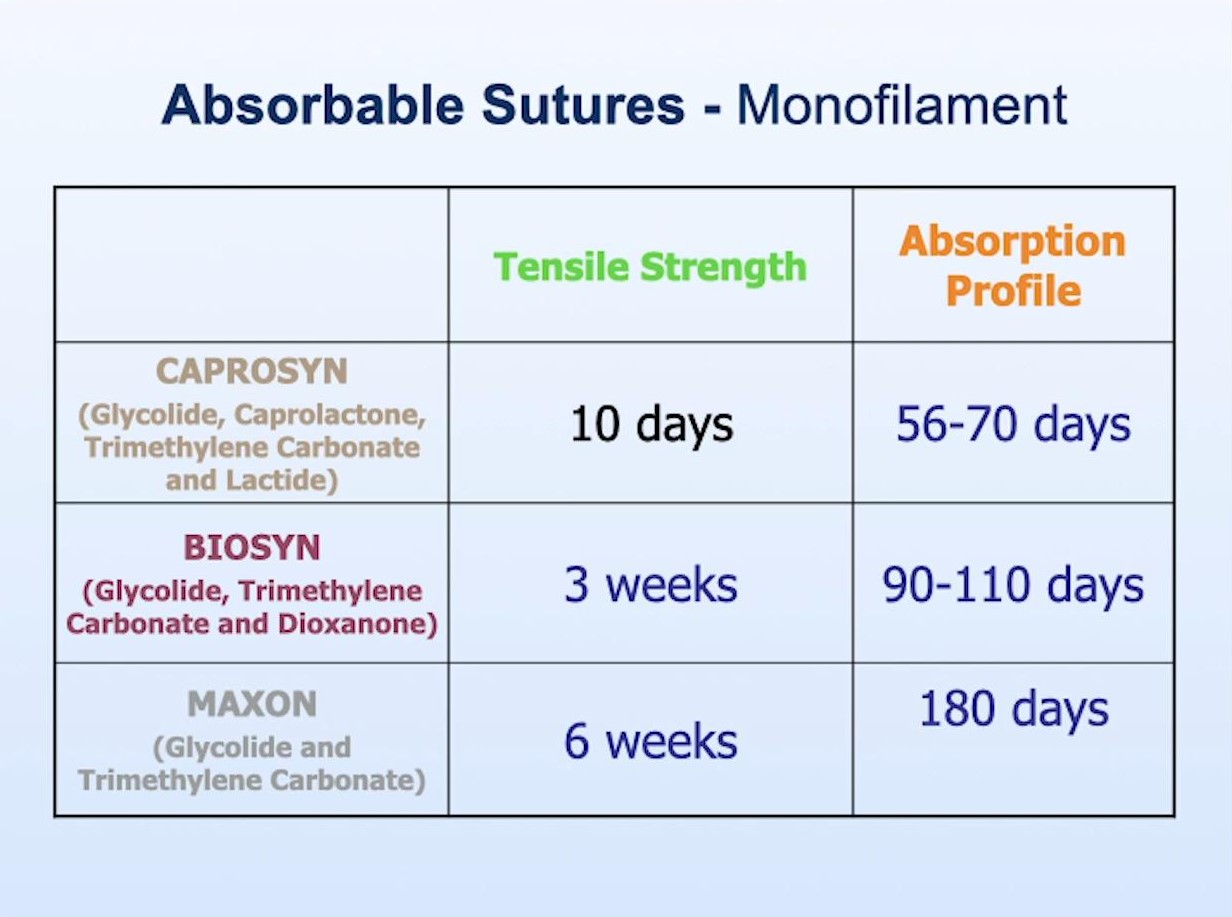 Absorbable Sutures - Monofilament
Tensile Strength
Absorption
Profile
CAPROSYN
(Glycolide, Caprolactone,
Trimethylene Carbonate
and Lactide)
10 days
56-70 days
BIOSYN
(Glycolide, Trimethylene
Carbonate and Dioxanone)
3 weeks
90-110 days
MAXON
(Glycolide and
Trimethylene Carbonate)
6 weeks
180 days